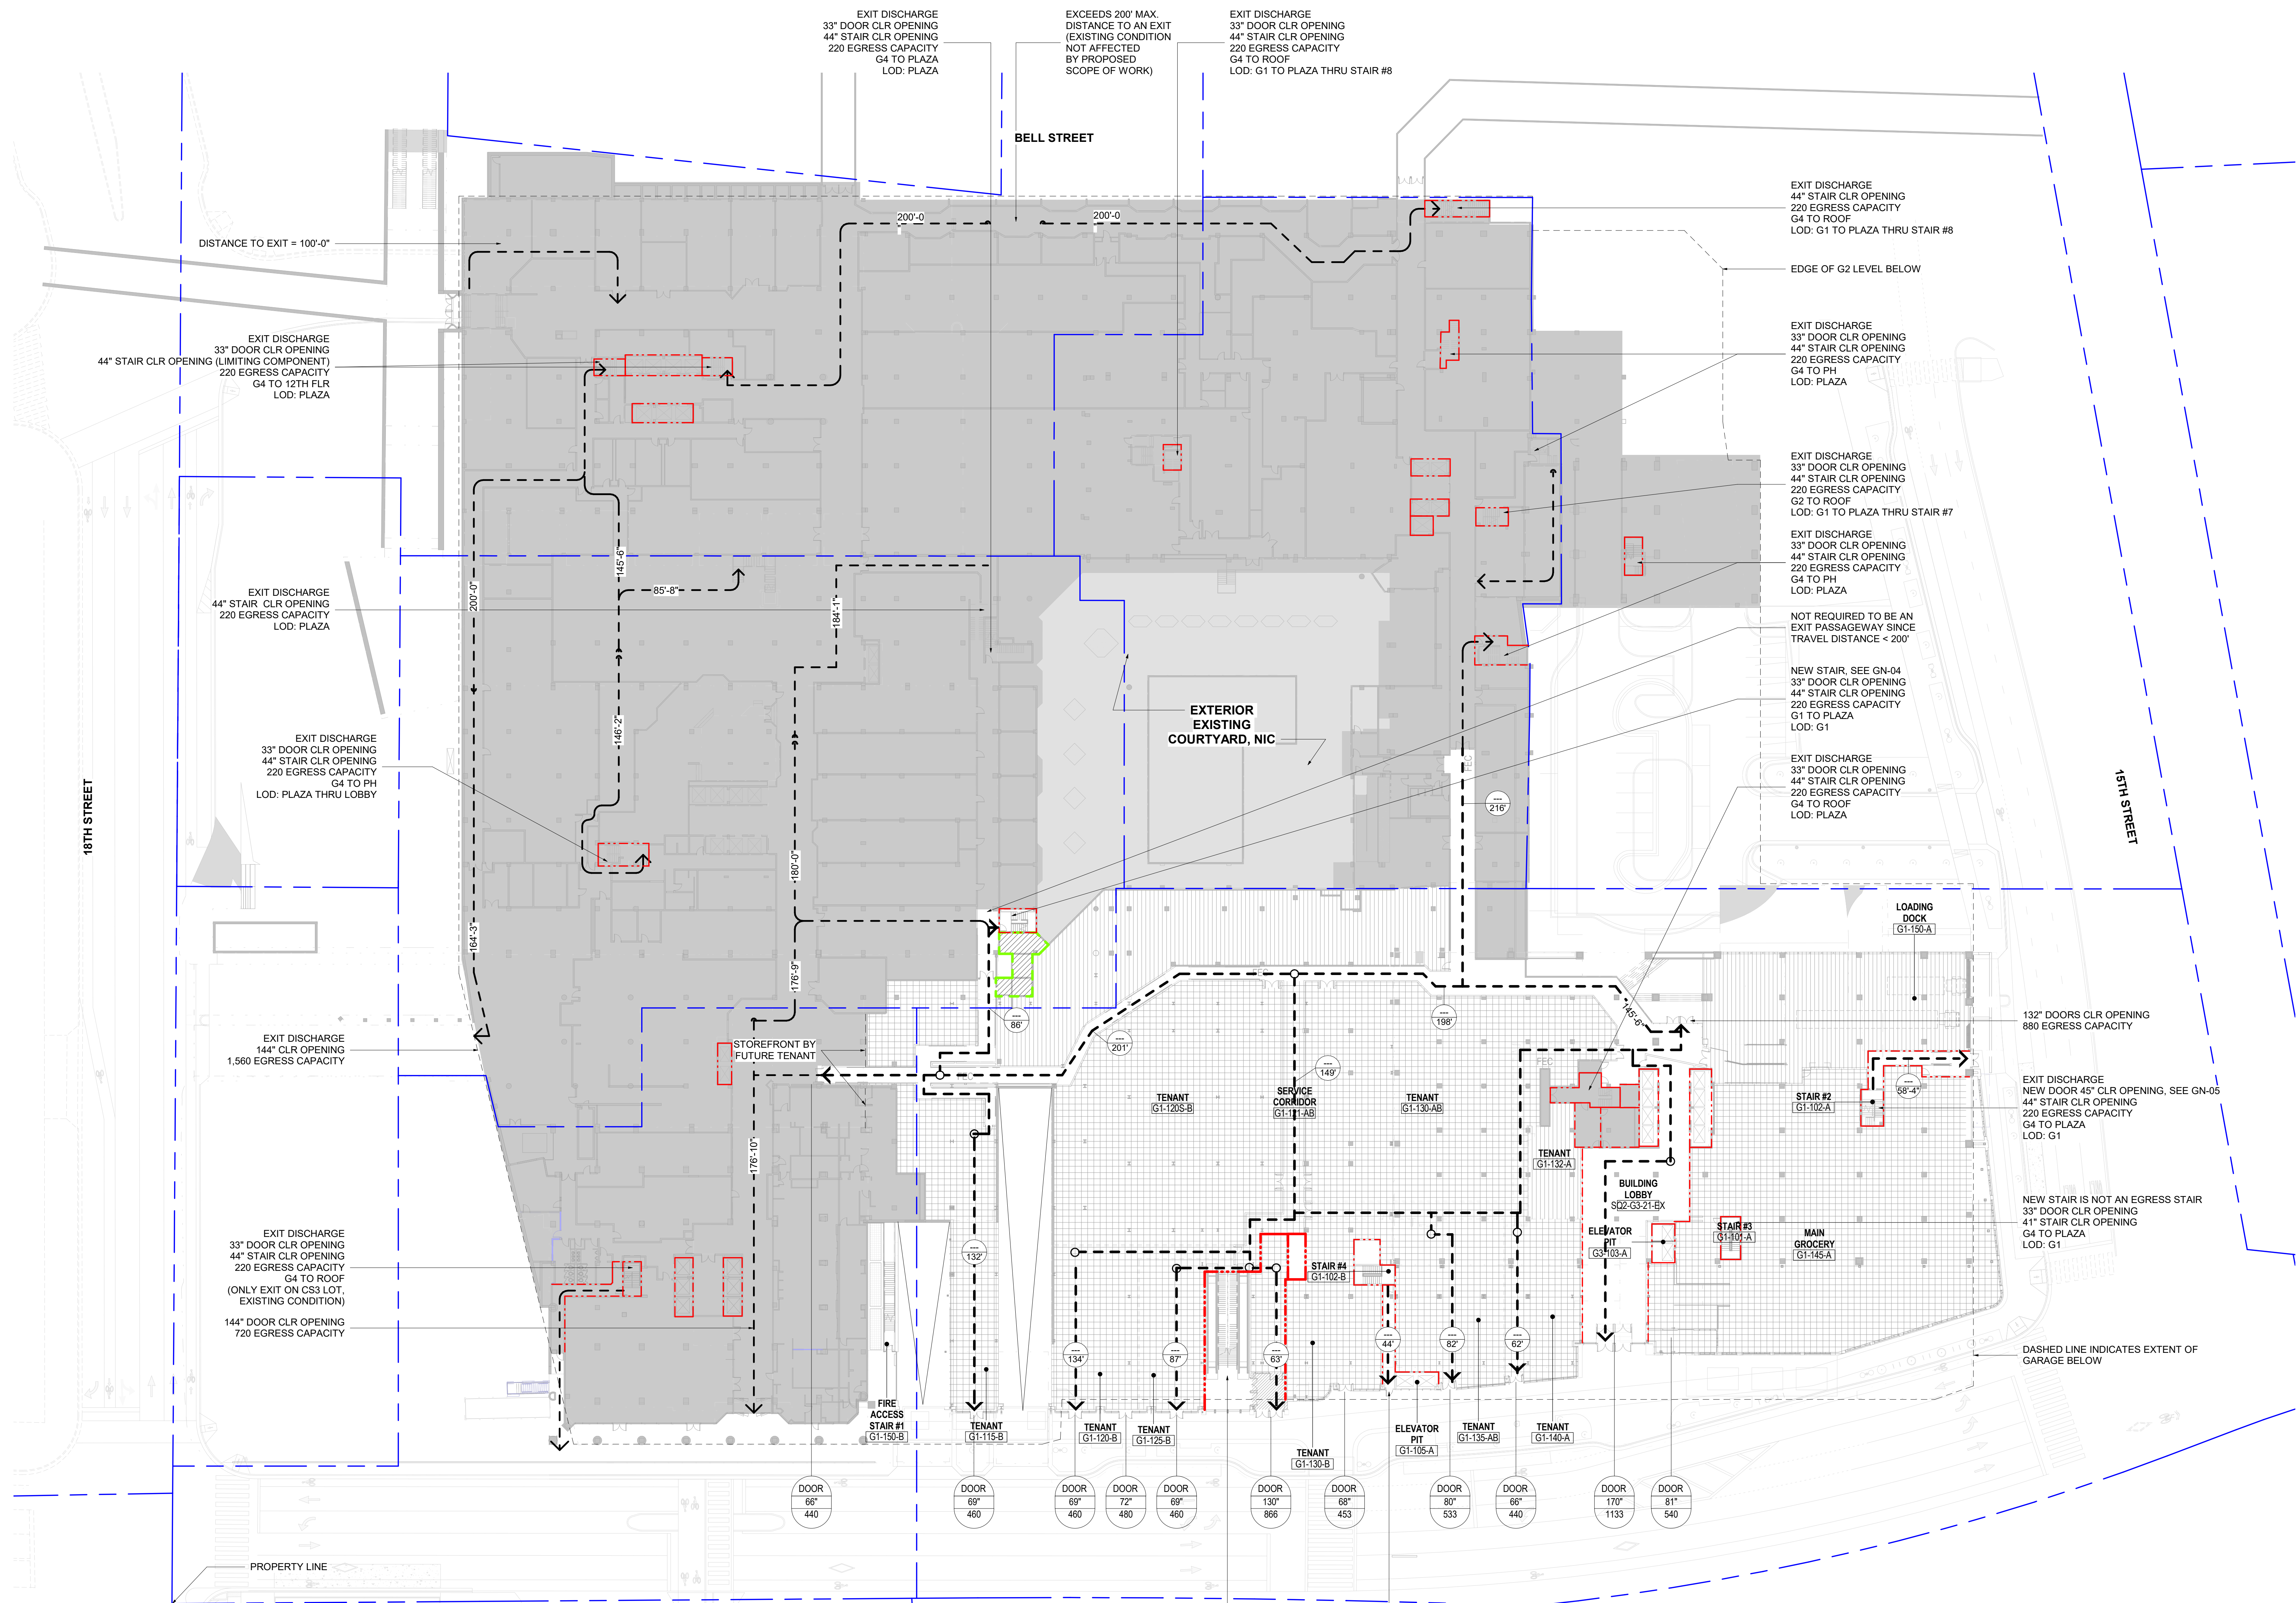 EXIT DISCHARGE
33" DOOR CLR OPENING
44" STAIR CLR OPENING
220 EGRESS CAPACITY
G4 TO PLAZA
LOD: PLAZA
EXCEEDS 200' MAX.
DISTANCE TO AN EXIT
(EXISTING CONDITION
NOT AFFECTED
BY PROPOSED
SCOPE OF WORK)
EXIT DISCHARGE
33" DOOR CLR OPENING
44" STAIR CLR OPENING
220 EGRESS CAPACITY
G4 TO ROOF
LOD: G1 TO PLAZA THRU STAIR #8
BELL STREET
EXIT DISCHARGE
44" STAIR CLR OPENING
220 EGRESS CAPACITY
G4 TO ROOF
LOD: G1 TO PLAZA THRU STAIR #8
200'-0
200'-0
DISTANCE TO EXIT = 100'-0"
EDGE OF G2 LEVEL BELOW
EXIT DISCHARGE
33" DOOR CLR OPENING
44" STAIR CLR OPENING (LIMITING COMPONENT)
220 EGRESS CAPACITY
G4 TO 12TH FLR
LOD: PLAZA
EXIT DISCHARGE
33" DOOR CLR OPENING
44" STAIR CLR OPENING
220 EGRESS CAPACITY
G4 TO PH
LOD: PLAZA
EXIT DISCHARGE
33" DOOR CLR OPENING
44" STAIR CLR OPENING
220 EGRESS CAPACITY
G2 TO ROOF
LOD: G1 TO PLAZA THRU STAIR #7
EXIT DISCHARGE
33" DOOR CLR OPENING
44" STAIR CLR OPENING
220 EGRESS CAPACITY
G4 TO PH
LOD: PLAZA
145'-6"
85'-8"
200'-0"
184'-1"
EXIT DISCHARGE
44" STAIR CLR OPENING
220 EGRESS CAPACITY
LOD: PLAZA
NOT REQUIRED TO BE AN
EXIT PASSAGEWAY SINCE
TRAVEL DISTANCE < 200'
NEW STAIR, SEE GN-04
33" DOOR CLR OPENING
44" STAIR CLR OPENING
220 EGRESS CAPACITY
G1 TO PLAZA
LOD: G1
EXTERIOR
EXISTING
COURTYARD, NIC
146'-2"
EXIT DISCHARGE
33" DOOR CLR OPENING
44" STAIR CLR OPENING
220 EGRESS CAPACITY
G4 TO PH
LOD: PLAZA THRU LOBBY
EXIT DISCHARGE
33" DOOR CLR OPENING
44" STAIR CLR OPENING
220 EGRESS CAPACITY
G4 TO ROOF
LOD: PLAZA
FEC
---
216'
18TH STREET
15TH STREET
180'-0"
164'-3"
176'-9"
LOADING
DOCK
G1-150-A
FEC
---
86'
---
201'
---
198'
145'-6"
132" DOORS CLR OPENING
880 EGRESS CAPACITY
EXIT DISCHARGE
144" CLR OPENING
1,560 EGRESS CAPACITY
STOREFRONT BY
FUTURE TENANT
FEC
FEC
---
149'
TENANT
G1-120S-B
SERVICE
CORRIDOR
G1-121-AB
TENANT
G1-130-AB
STAIR #2
G1-102-A
---
58'-4"
EXIT DISCHARGE
NEW DOOR 45" CLR OPENING, SEE GN-05
44" STAIR CLR OPENING
220 EGRESS CAPACITY
G4 TO PLAZA
LOD: G1
176'-10"
TENANT
G1-132-A
BUILDING
LOBBY
SD2-G3-21-EX
NEW STAIR IS NOT AN EGRESS STAIR
33" DOOR CLR OPENING
41" STAIR CLR OPENING
G4 TO PLAZA
LOD: G1
ELEVATOR
PIT
G3-103-A
STAIR #3
G1-101-A
MAIN
GROCERY
G1-145-A
EXIT DISCHARGE
33" DOOR CLR OPENING
44" STAIR CLR OPENING
220 EGRESS CAPACITY
G4 TO ROOF
(ONLY EXIT ON CS3 LOT,
EXISTING CONDITION)
---
132'
STAIR #4
G1-102-B
144" DOOR CLR OPENING
720 EGRESS CAPACITY
---
134'
---
87'
---
63'
---
44'
---
82'
---
62'
DASHED LINE INDICATES EXTENT OF
GARAGE BELOW
FIRE
ACCESS
STAIR #1
G1-150-B
TENANT
G1-115-B
TENANT
G1-120-B
TENANT
G1-125-B
TENANT
G1-130-B
ELEVATOR
PIT
G1-105-A
TENANT
G1-135-AB
TENANT
G1-140-A
DOOR
66"
440
DOOR
69"
460
DOOR
69"
460
DOOR
72"
480
DOOR
69"
460
DOOR
130"
866
DOOR
68"
453
DOOR
80"
533
DOOR
66"
440
DOOR
170"
1133
DOOR
81"
540
PROPERTY LINE